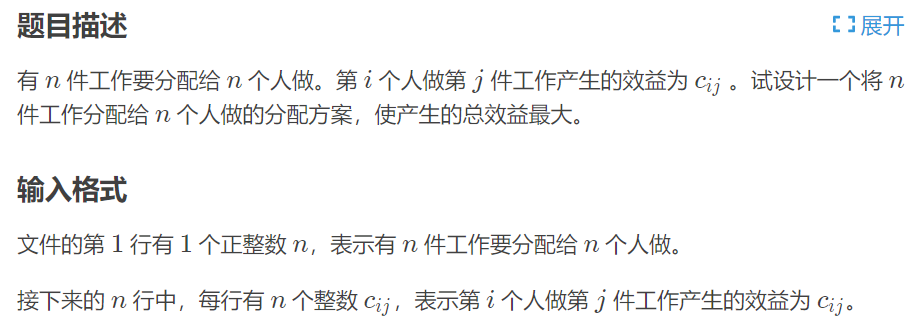 题目描述 展开
有 n 件工作要分配给 n 个人做。第 i 个人做第 j 件工作产生的效益为 c_{ij} 。试设计一个将 n
件工作分配给 n 个人做的分配方案，使产生的总效益最大。
输入格式
文件的第 1 行有 1 个正整数 n，表示有 n 件工作要分配给 n 个人做。
接下来的 n 行中，每行有 n 个整数 c_{ij}，表示第 i 个人做第 j 件工作产生的效益为 c_{ij}。